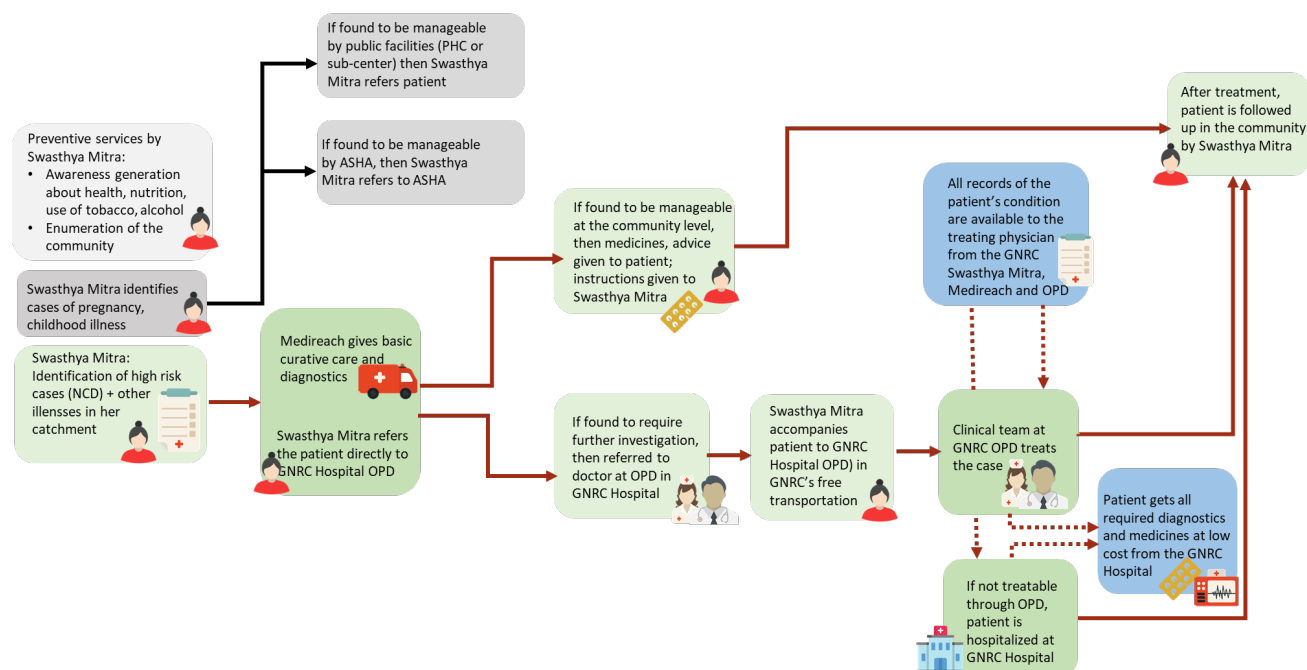 If found to be manageable
by public facilities (PHC or
sub-center) then Swasthya
Mitra refers patient
If found to be manageable
by ASHA, then Swasthya
Mitra refers to ASHA
Preventive services by
Swasthya Mitra:
• Awareness generation
about health, nutrition,
use of tobacco, alcohol
• Enumeration of the
community
Swasthya Mitra identifies
cases of pregnancy,
childhood illness
Swasthya Mitra:
Identification of high risk
cases (NCD) + other
illensses in her
catchment
Medireach gives basic
curative care and
diagnostics
Swasthya Mitra refers
the patient directly to
GNRC Hospital OPD
If found to be manageable
at the community level,
then medicines, advice
given to patient;
instructions given to
Swasthya Mitra
If found to require
further investigation,
then referred to
doctor at OPD in
GNRC Hospital
Swasthya Mitra
accompanies
patient to GNRC
Hospital OPD) in
GNRC's free
transportation
All records of the
patient's condition
are available to the
treating physician
from the GNRC
Swasthya Mitra,
Medireach and OPD
Clinical team at
GNRC OPD treats
the case
If not treatable
through OPD,
patient is
hospitalized at
GNRC Hospital
Patient gets all
required diagnostics
and medicines at low
cost from the GNRC
Hospital
After treatment,
patient is followed
up in the community
by Swasthya Mitra